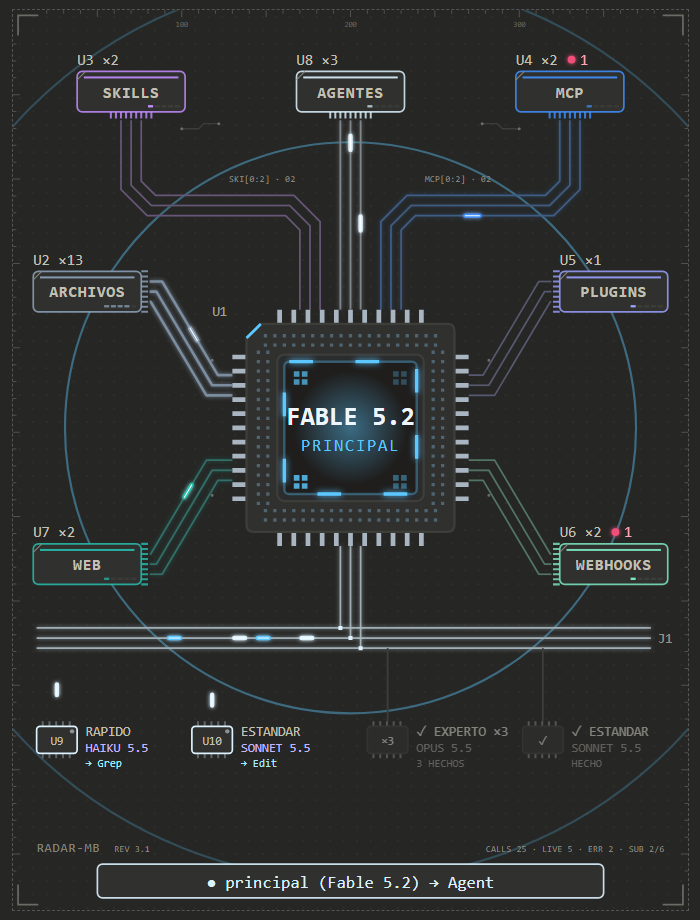 100 200 300
U3 ×2
SKILLS
U8 ×3
AGENTES
U4 ×2 ● 1
MCP
SKI[0:2] · 02
MCP[0:2] · 02
U2 ×13
ARCHIVOS
U5 ×1
PLUGINS
U1
FABLE 5.2
PRINCIPAL
U7 ×2
WEB
U6 ×2 ● 1
WEBHOOKS
J1
U9
RAPIDO
HAIKU 5.5
→ Grep
U10
ESTANDAR
SONNET 5.5
→ Edit
×3
✓ EXPERTO ×3
OPUS 5.5
3 HECHOS
✓
✓ ESTANDAR
SONNET 5.5
HECHO
RADAR-MB REV 3.1
CALLS 25 · LIVE 5 · ERR 2 · SUB 2/6
● principal (Fable 5.2) → Agent